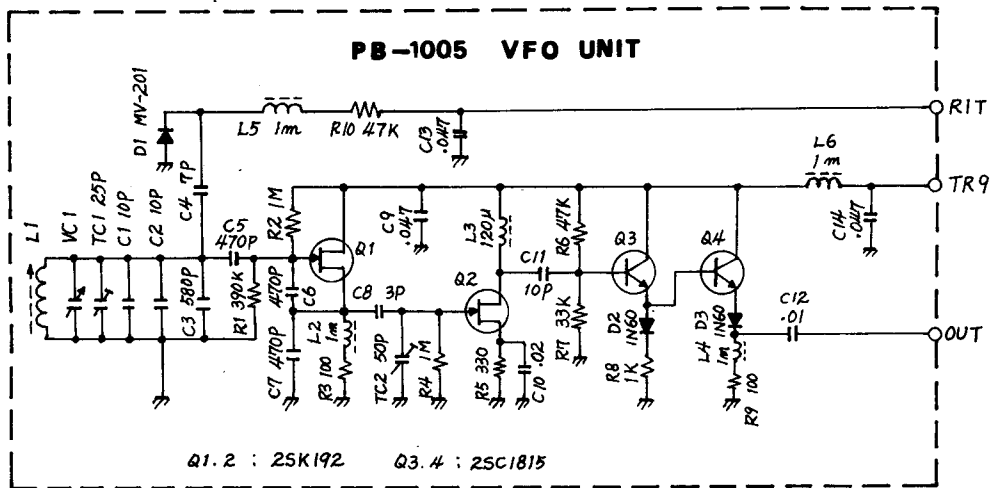 PB-1005 VFO UNIT
D1 MV-201
L5 1m
R10 47K
C13 .047
RIT
L6 1m
TR9
C14 .047
L1
VC1
TC1 25P
C1 10P
C2 10P
C4 7P
C3 580P
C5 470P
R1 390K
R2 1M
Q1
470P C6
C7 470P
L2 1m
R3 100
C8 3P
TC2 50P
R4 1M
C9 .047
L3 120μ
Q2
R5 330
C10 .02
C11 10P
R6 47K
R7 33K
Q3
D2 1N60
R8 1K
Q4
D3 1N60
L4 1m
R9 100
C12 .01
OUT
Q1.2 : 2SK192 Q3.4 : 2SC1815